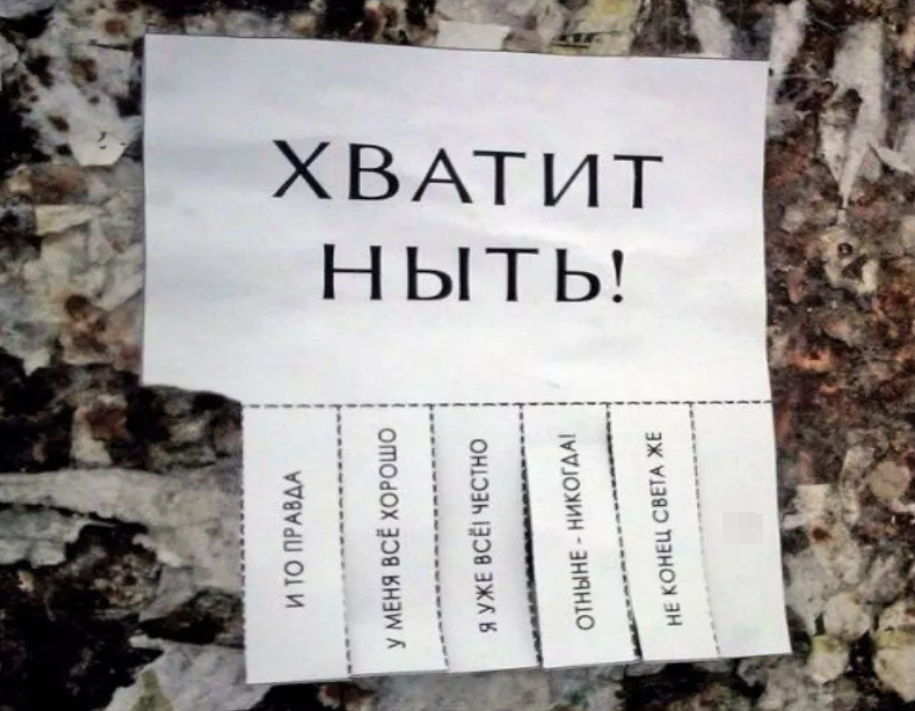 ХВАТИТ
НЫТЬ!
И ТО ПРАВДА
У МЕНЯ ВСЁ ХОРОШО
Я УЖЕ ВСЁ! ЧЕСТНО
ОТНЫНЕ - НИКОГДА!
НЕ КОНЕЦ СВЕТА ЖЕ